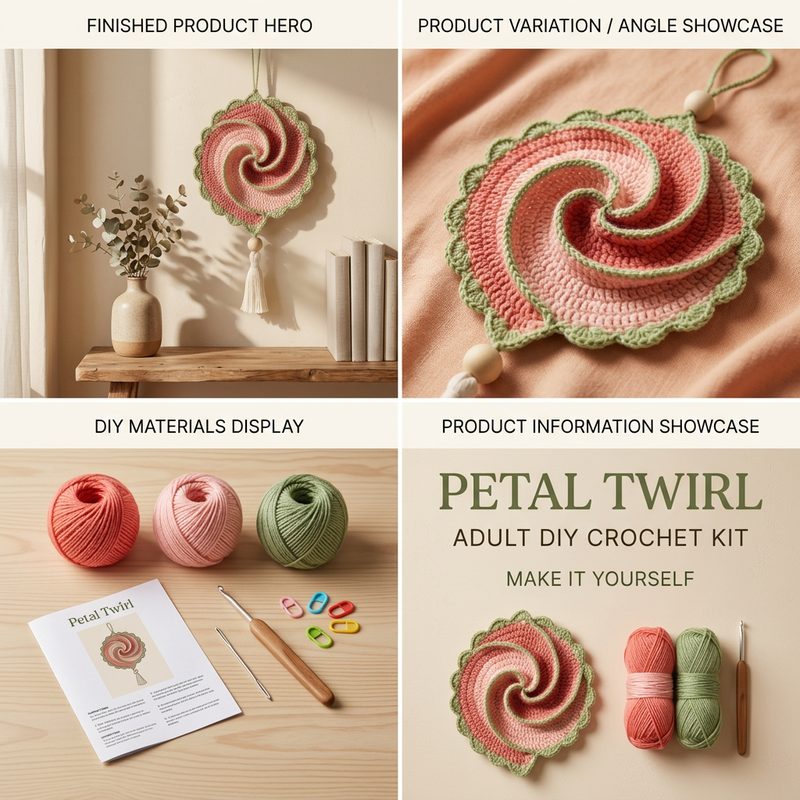 FINISHED PRODUCT HERO
PRODUCT VARIATION / ANGLE SHOWCASE
DIY MATERIALS DISPLAY
Petal Twirl
PRODUCT INFORMATION SHOWCASE
PETAL TWIRL
ADULT DIY CROCHET KIT
MAKE IT YOURSELF